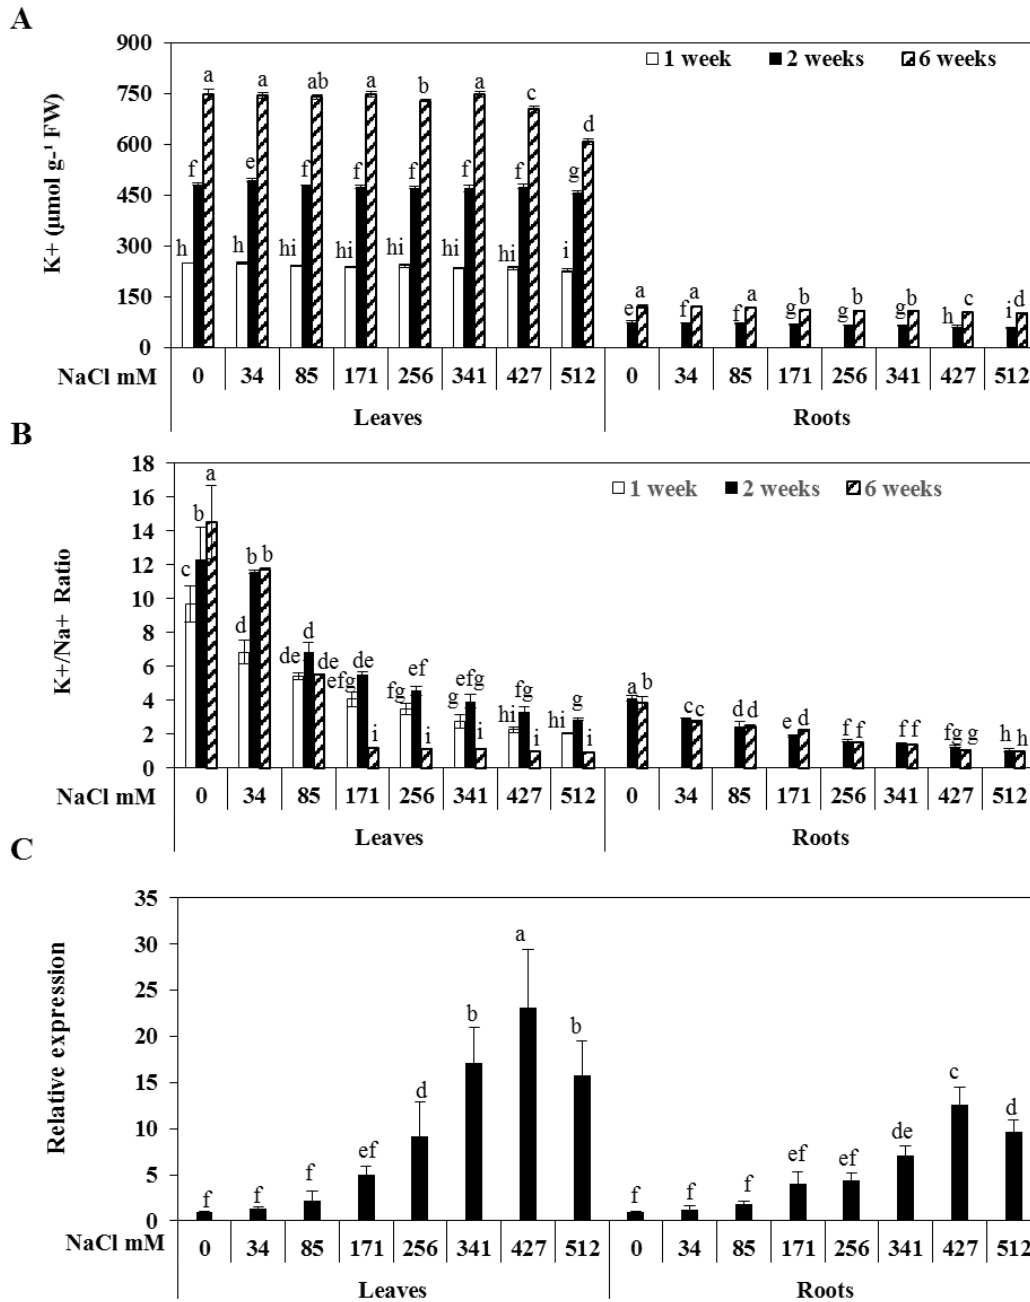 A
900
1 week 2 weeks 6 weeks
a a ab a b a c d
750
600
f e f f f f f g
450
K+ (μmol g-¹ FW)
300
h h hi hi hi hi hi i
150
a a a b b b c d
e f f g g g h i
0
NaCl mM 0 34 85 171 256 341 427 512 0 34 85 171 256 341 427 512
Leaves Roots
B
18
1 week 2 weeks 6 weeks
16
14
12
10
8
6
4
2
0
K+/Na+ Ratio
c b a d b b de d de efg de i fg ef i g efg i hi fg i hi g i
a b c c d d e d f f f f fg g h h
NaCl mM 0 34 85 171 256 341 427 512 0 34 85 171 256 341 427 512
Leaves Roots
C
35
30
25
20
15
10
5
0
Relative expression
f f f ef d b a b f f f ef ef de c d
NaCl mM 0 34 85 171 256 341 427 512 0 34 85 171 256 341 427 512
Leaves Roots